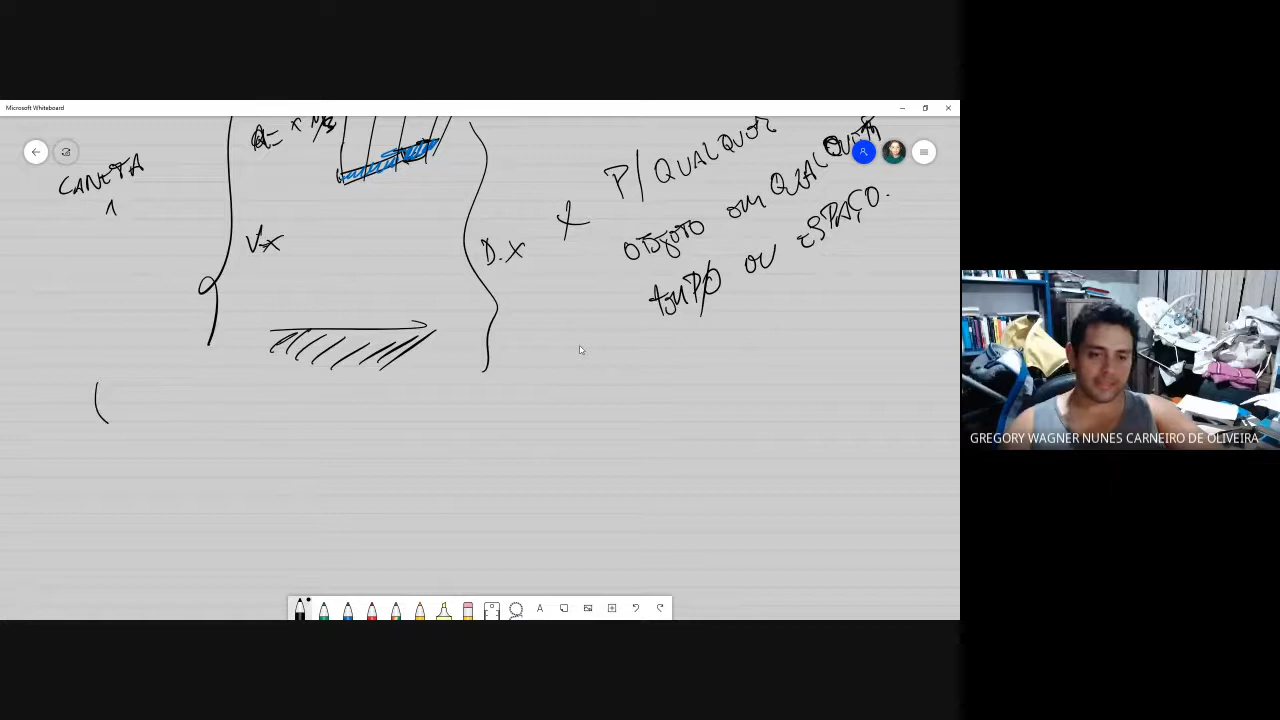 Microsoft Whiteboard
CANETA
1
x M/s
V=x
D.x
P/ QUALQUER
OBJETO em QUALQUER
tEMPO ou ESPAÇO.
GREGORY WAGNER NUNES CARNEIRO DE OLIVEIRA